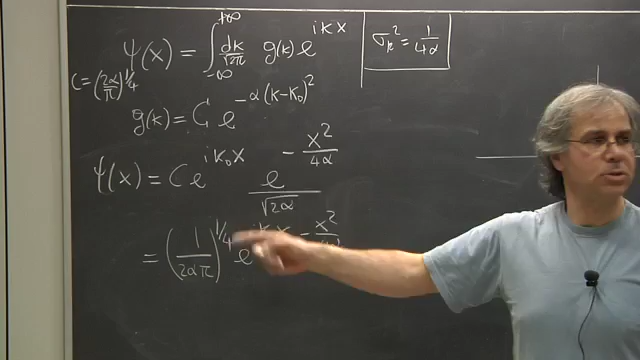 ψ(x) = ∫_{-∞}^{+∞} dk/√2π g(k) e^{ikx}
σ_k² = 1/4α
C = (2α/π)^{1/4}
g(k) = C e^{-α(k-k₀)²}
ψ(x) = C e^{ik₀x} e^{-x²/4α} / √2α
= (1/2απ)^{1/4} e